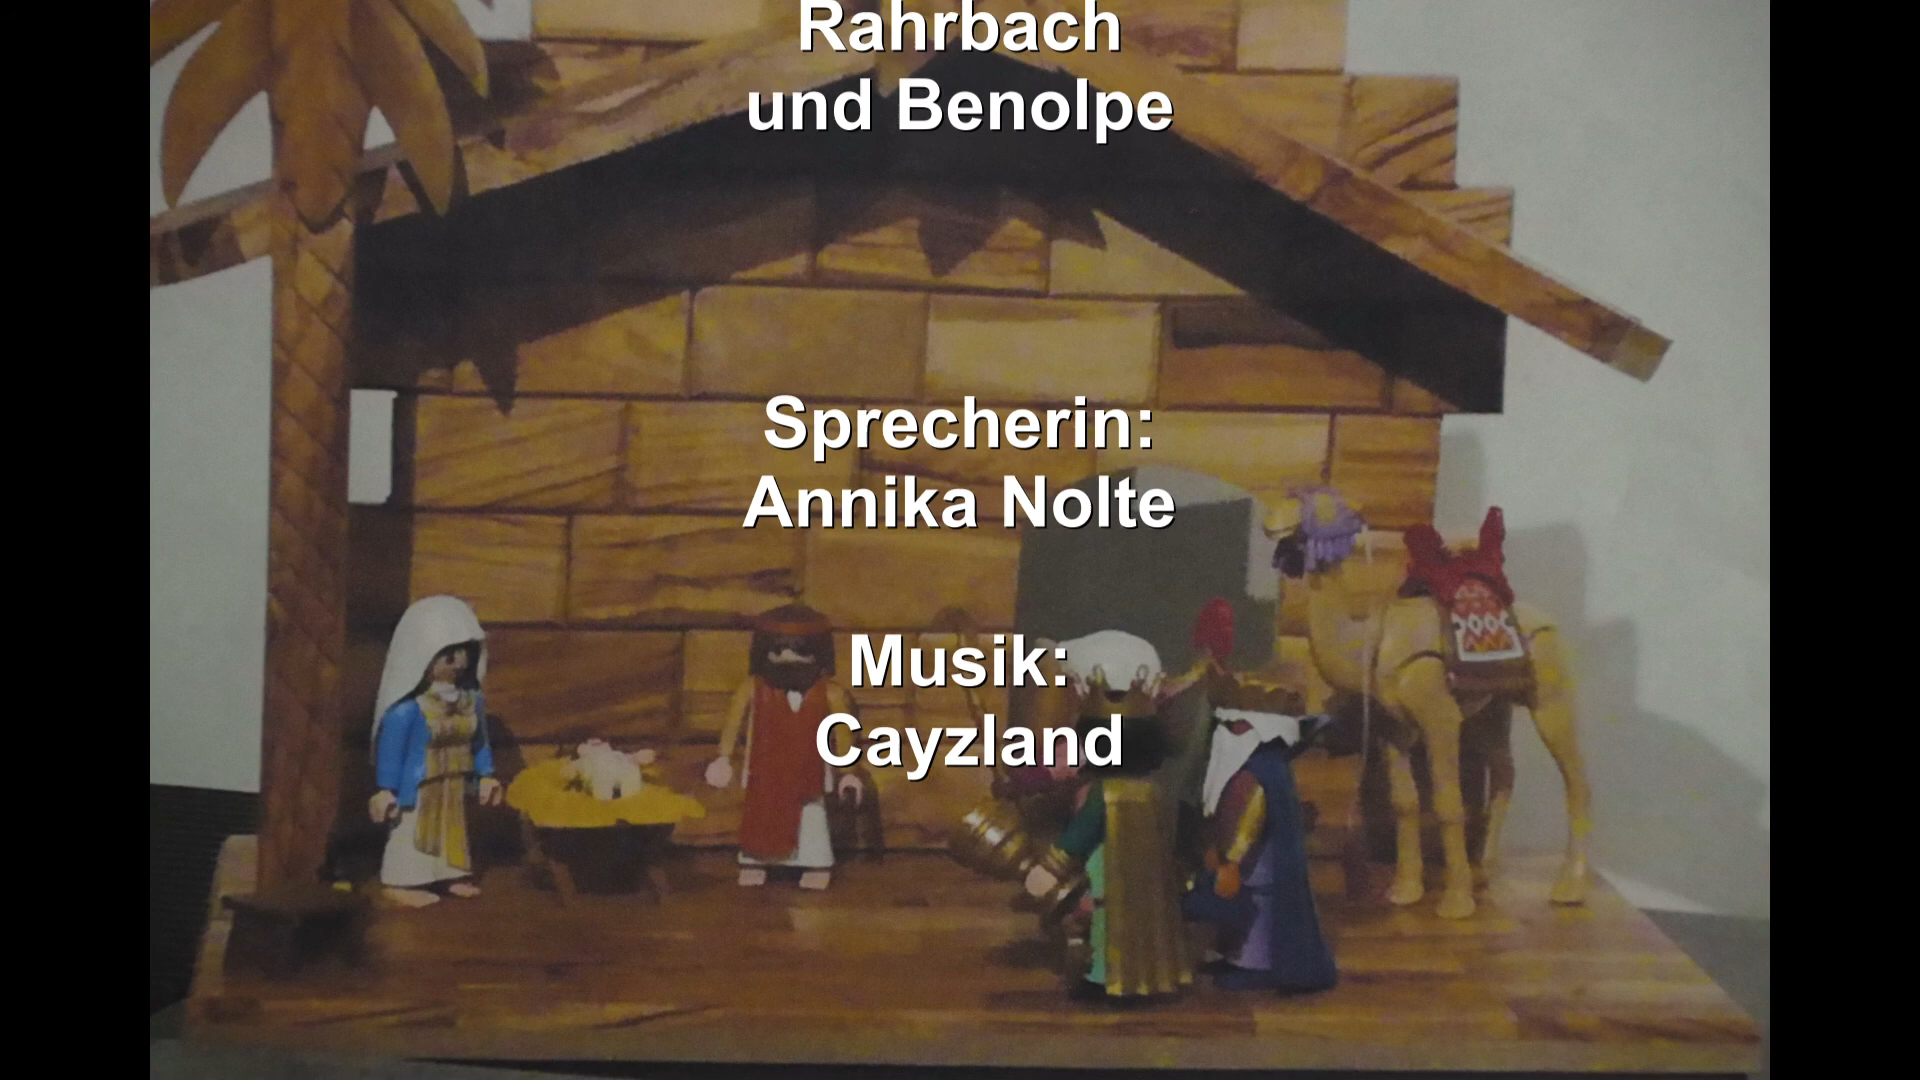 Rahrbach
und Benolpe
Sprecherin:
Annika Nolte
Musik:
Cayzland